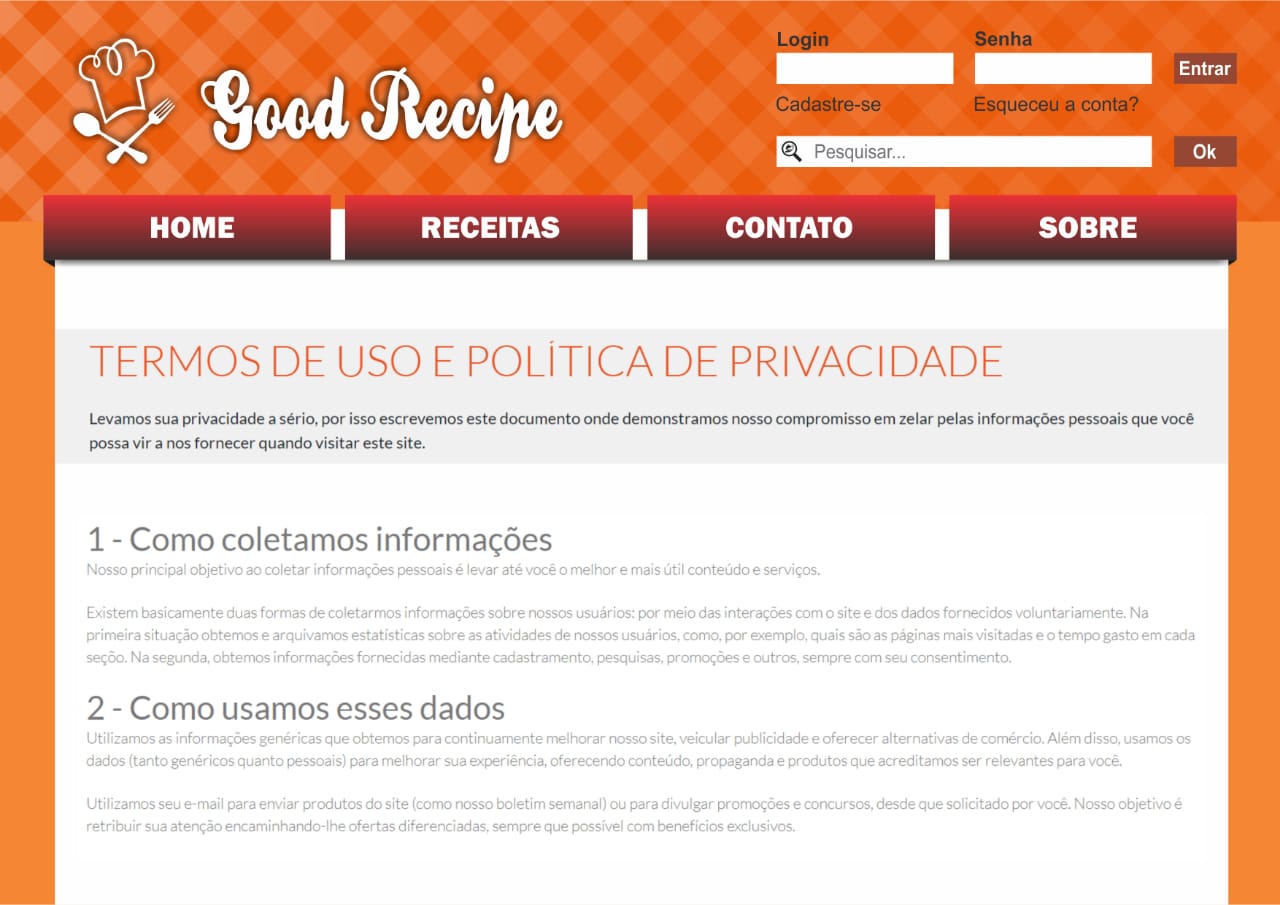 Good Recipe
Login
Senha
Entrar
Cadastre-se
Esqueceu a conta?
Pesquisar...
Ok
HOME
RECEITAS
CONTATO
SOBRE
TERMOS DE USO E POLÍTICA DE PRIVACIDADE
Levamos sua privacidade a sério, por isso escrevemos este documento onde demonstramos nosso compromisso em zelar pelas informações pessoais que você
possa vir a nos fornecer quando visitar este site.
1 - Como coletamos informações
Nosso principal objetivo ao coletar informações pessoais é levar até você o melhor e mais útil conteúdo e serviços.
Existem basicamente duas formas de coletarmos informações sobre nossos usuários: por meio das interações com o site e dos dados fornecidos voluntariamente. Na
primeira situação obtemos e arquivamos estatísticas sobre as atividades de nossos usuários, como, por exemplo, quais são as páginas mais visitadas e o tempo gasto em cada
seção. Na segunda, obtemos informações fornecidas mediante cadastramento, pesquisas, promoções e outros, sempre com seu consentimento.
2 - Como usamos esses dados
Utilizamos as informações genéricas que obtemos para continuamente melhorar nosso site, veicular publicidade e oferecer alternativas de comércio. Além disso, usamos os
dados (tanto genéricos quanto pessoais) para melhorar sua experiência, oferecendo conteúdo, propaganda e produtos que acreditamos ser relevantes para você.
Utilizamos seu e-mail para enviar produtos do site (como nosso boletim semanal) ou para divulgar promoções e concursos, desde que solicitado por você. Nosso objetivo é
retribuir sua atenção encaminhando-lhe ofertas diferenciadas, sempre que possível com benefícios exclusivos.